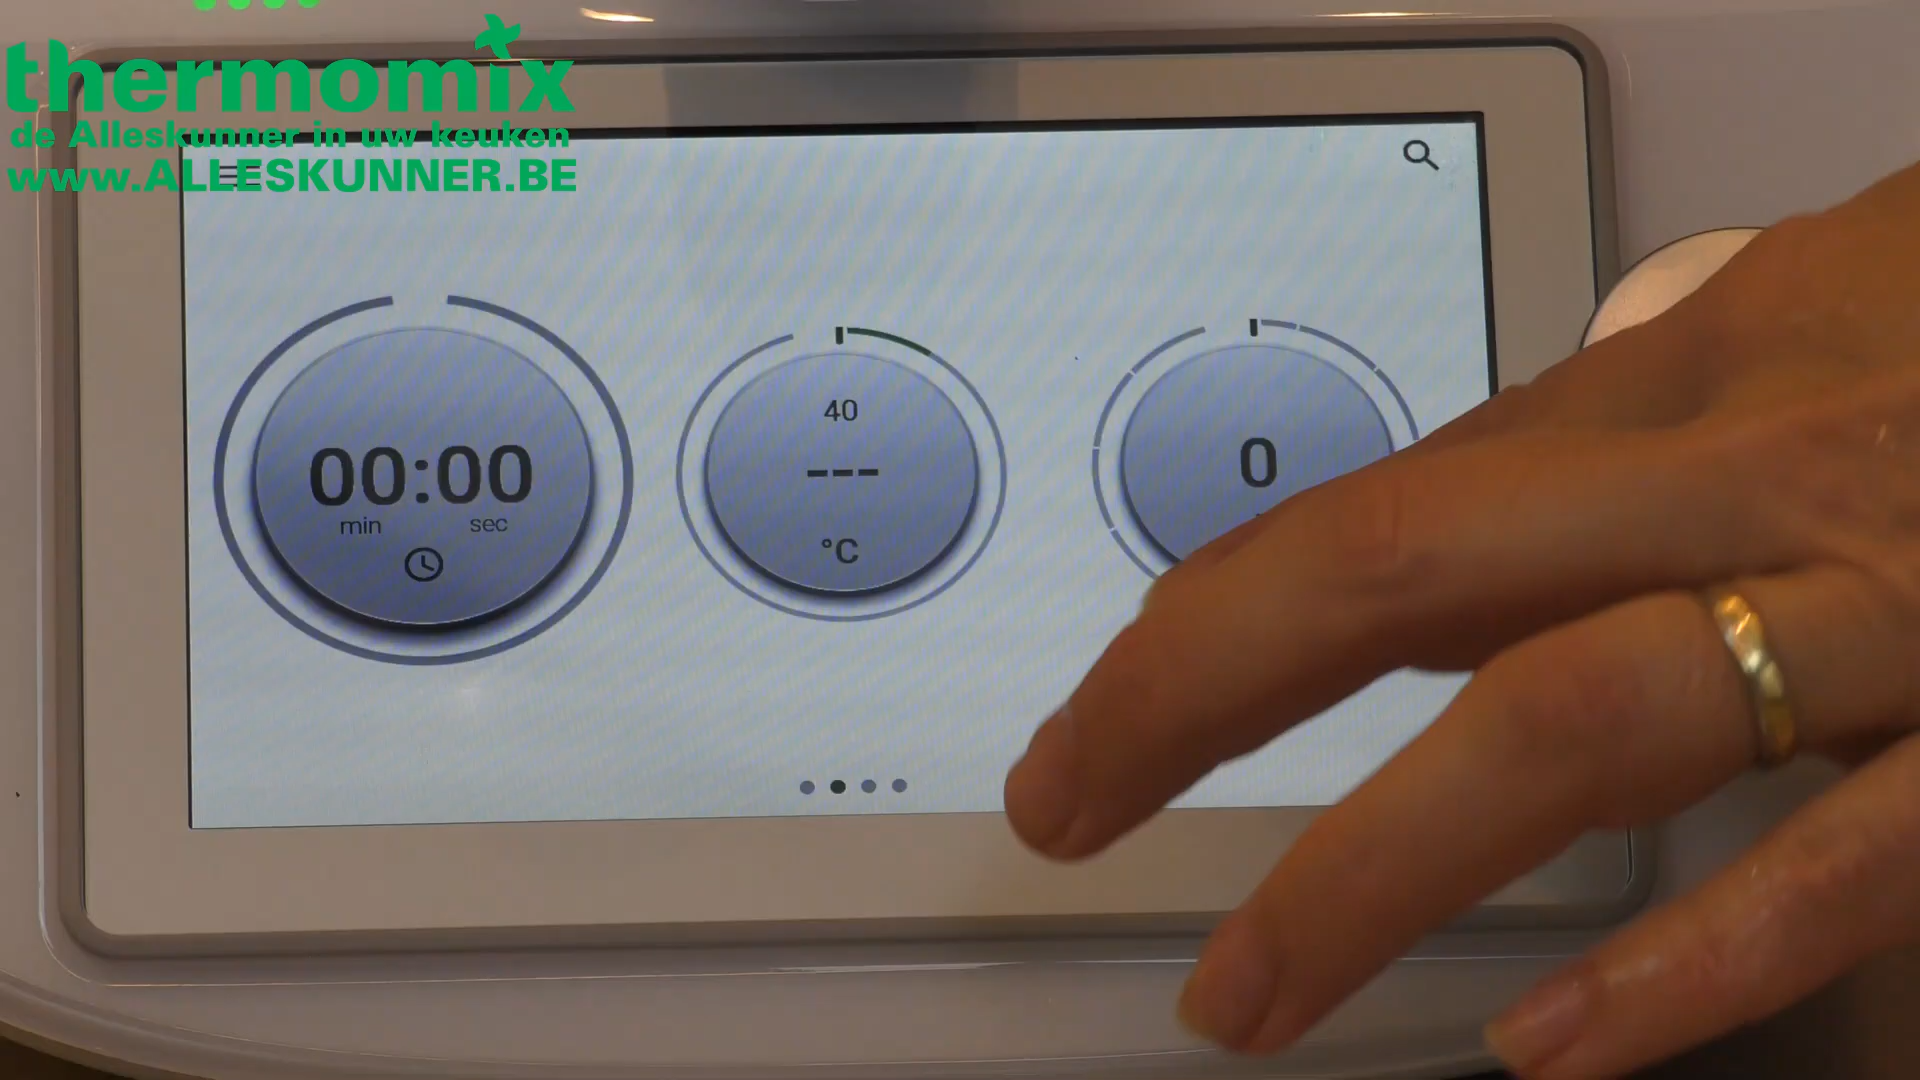 thermomix
de Alleskunner in uw keuken
www.ALLESKUNNER.BE
00:00
min sec
40
---
°C
0